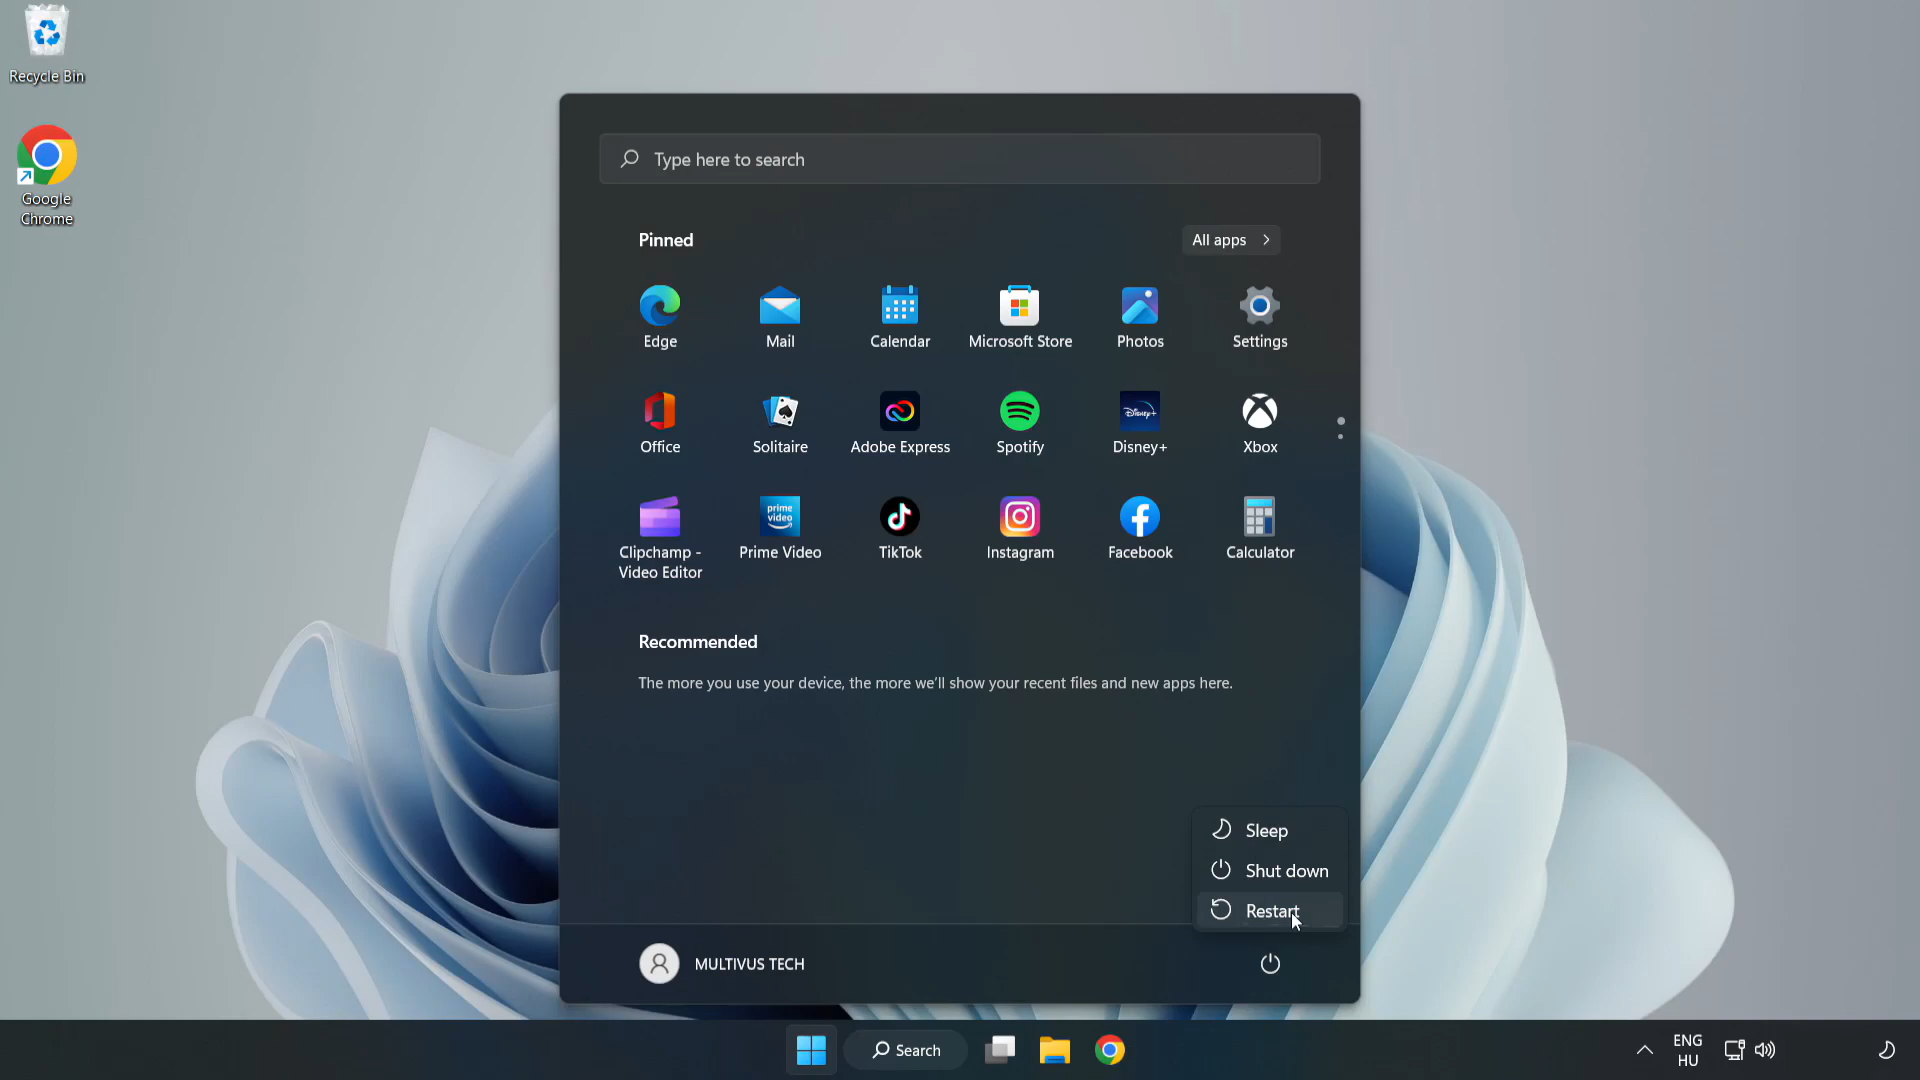 Recycle Bin
Google
Chrome
Type here to search
Pinned
All apps
Edge
Mail
Calendar
Microsoft Store
Photos
Settings
Office
Solitaire
Adobe Express
Spotify
Disney+
Disney+
Xbox
prime
video
Clipchamp -
Video Editor
Prime Video
TikTok
Instagram
Facebook
Calculator
Recommended
The more you use your device, the more we'll show your recent files and new apps here.
Sleep
Shut down
Restart
MULTIVUS TECH
Search
ENG
HU